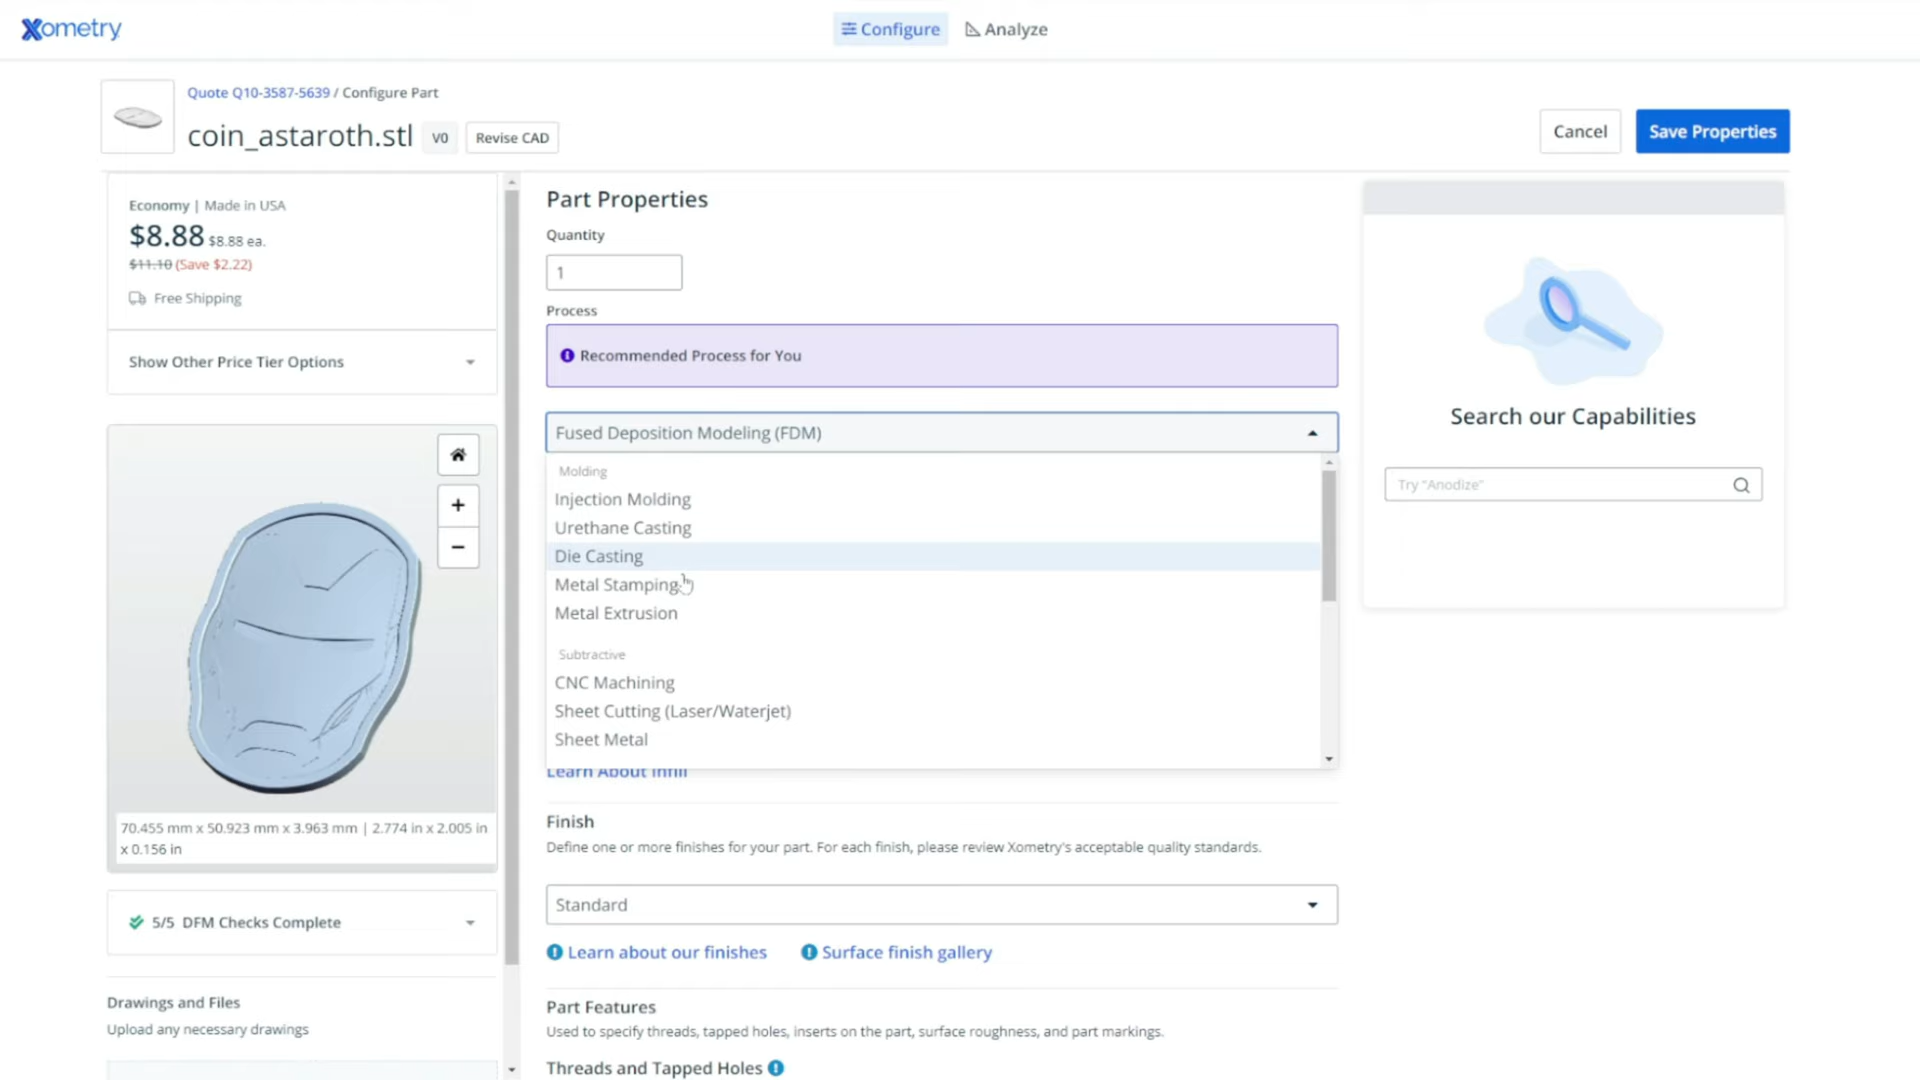 Xometry
Configure
Analyze
Quote Q10-3587-5639 / Configure Part
coin_astaroth.stl V0 Revise CAD
Cancel
Save Properties
Economy | Made in USA
$8.88 $8.88 ea.
$11.10 (Save $2.22)
Free Shipping
Show Other Price Tier Options
70.455 mm x 50.923 mm x 3.963 mm | 2.774 in x 2.005 in
x 0.156 in
5/5 DFM Checks Complete
Drawings and Files
Upload any necessary drawings
Part Properties
Quantity
1
Process
Recommended Process for You
Fused Deposition Modeling (FDM)
Molding
Injection Molding
Urethane Casting
Die Casting
Metal Stamping
Metal Extrusion
Subtractive
CNC Machining
Sheet Cutting (Laser/Waterjet)
Sheet Metal
Learn About Infill
Finish
Define one or more finishes for your part. For each finish, please review Xometry's acceptable quality standards.
Standard
Learn about our finishes
Surface finish gallery
Part Features
Used to specify threads, tapped holes, inserts on the part, surface roughness, and part markings.
Threads and Tapped Holes
Search our Capabilities
Try "Anodize"